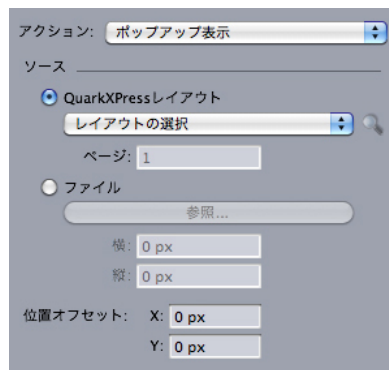 アクション: ポップアップ表示
ソース
QuarkXPressレイアウト
レイアウトの選択
ページ: 1
ファイル
参照...
横: 0 px
縦: 0 px
位置オフセット: X: 0 px
Y: 0 px